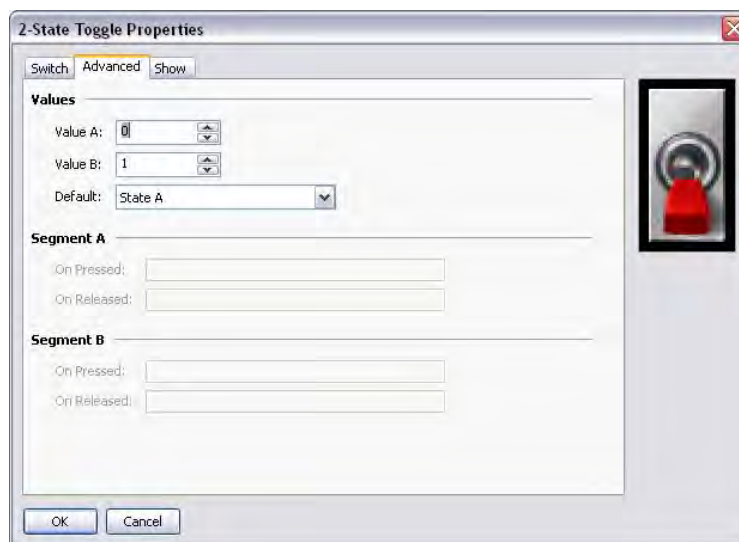 2-State Toggle Properties
Switch Advanced Show
Values
Value A: 0
Value B: 1
Default: State A
Segment A
On Pressed:
On Released:
Segment B
On Pressed:
On Released:
OK Cancel